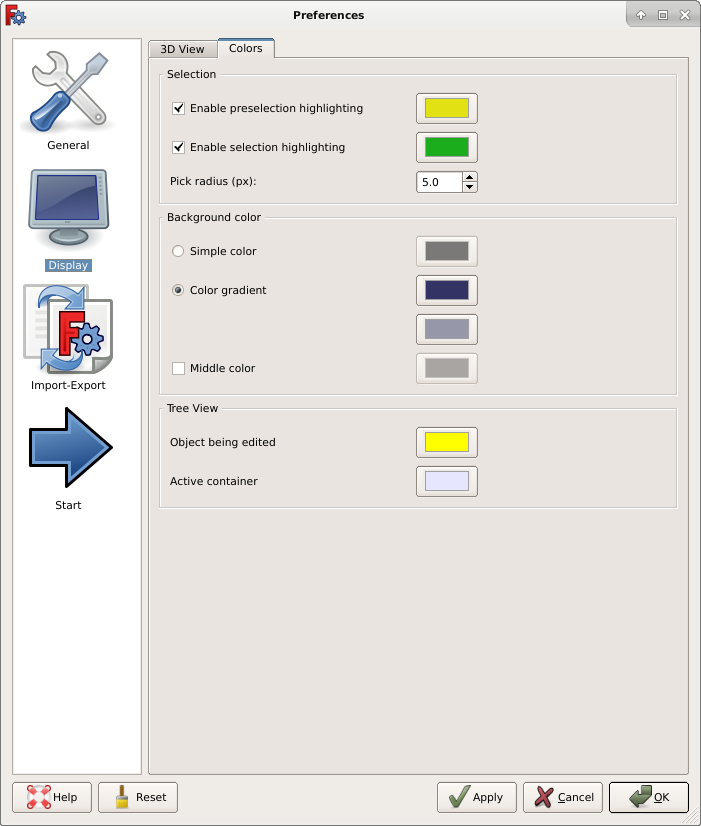 Preferences
General
Display
Import-Export
Start
3D View
Colors
Selection
Enable preselection highlighting
Enable selection highlighting
Pick radius (px):
5.0
Background color
Simple color
Color gradient
Middle color
Tree View
Object being edited
Active container
Help
Reset
Apply
Cancel
OK